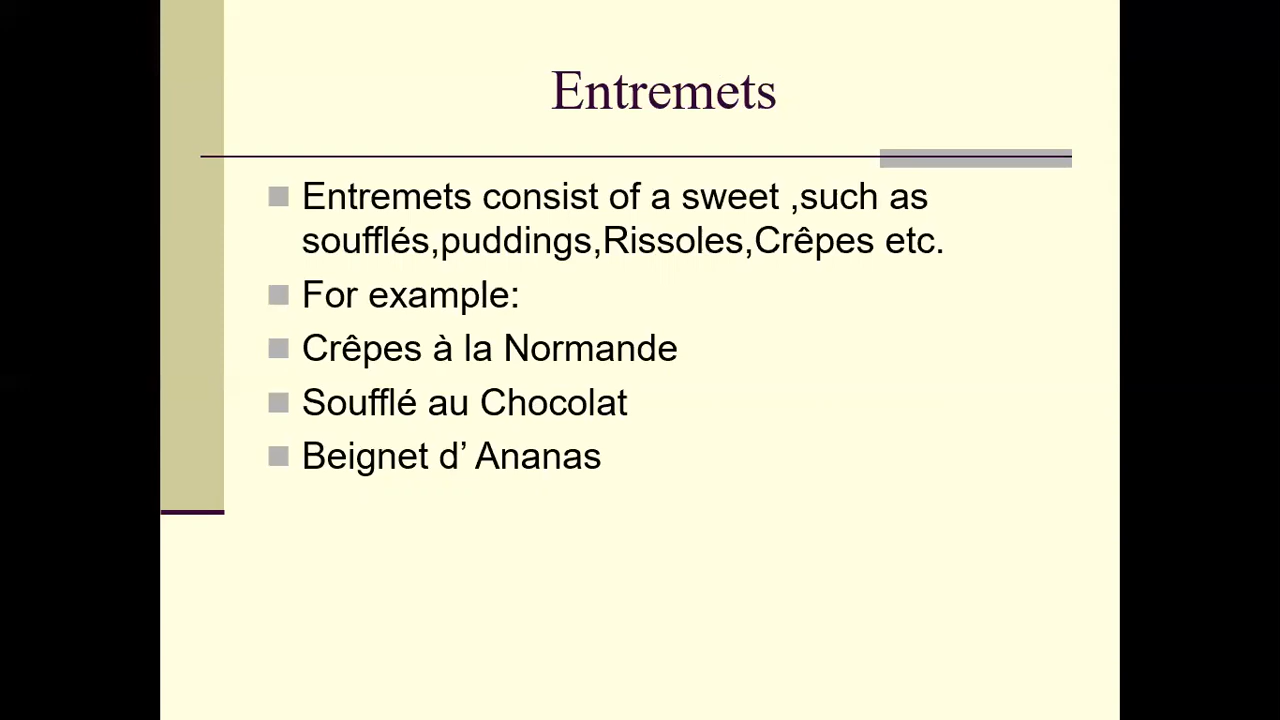 Entremets
Entremets consist of a sweet ,such as
soufflés,puddings,Rissoles,Crêpes etc.
For example:
Crêpes à la Normande
Soufflé au Chocolat
Beignet d’ Ananas